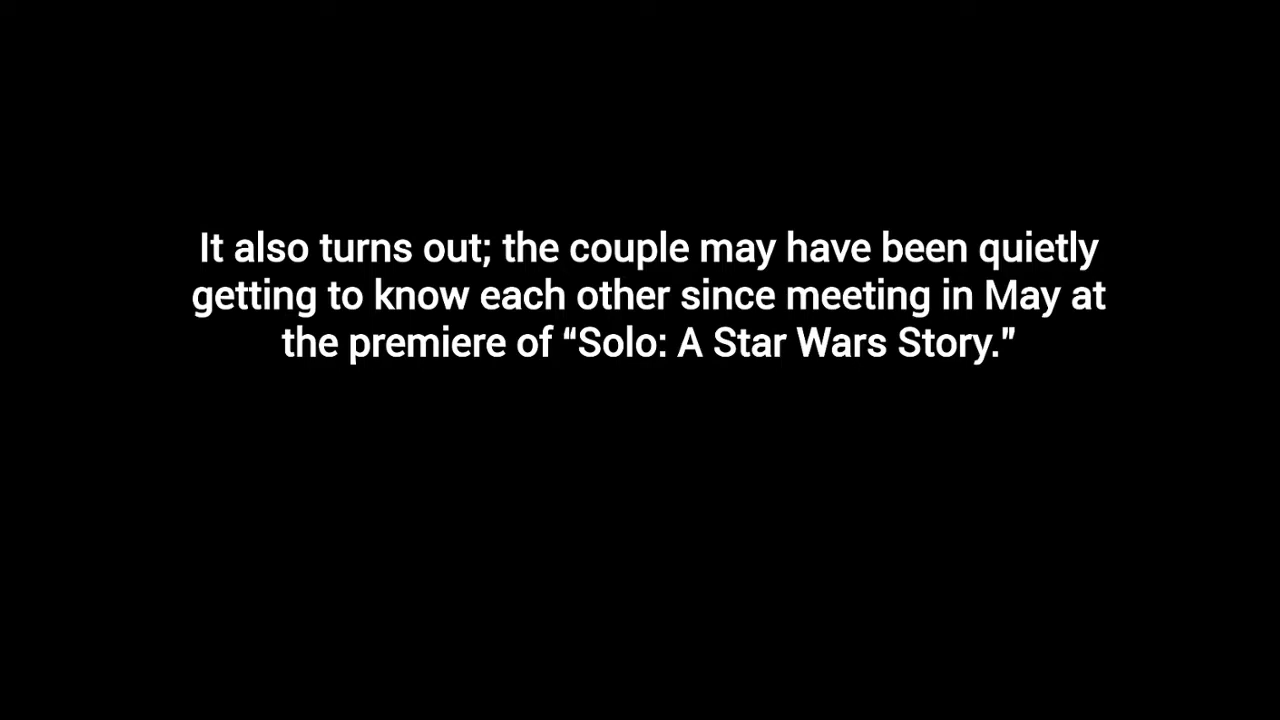 It also turns out; the couple may have been quietly
getting to know each other since meeting in May at
the premiere of “Solo: A Star Wars Story.”